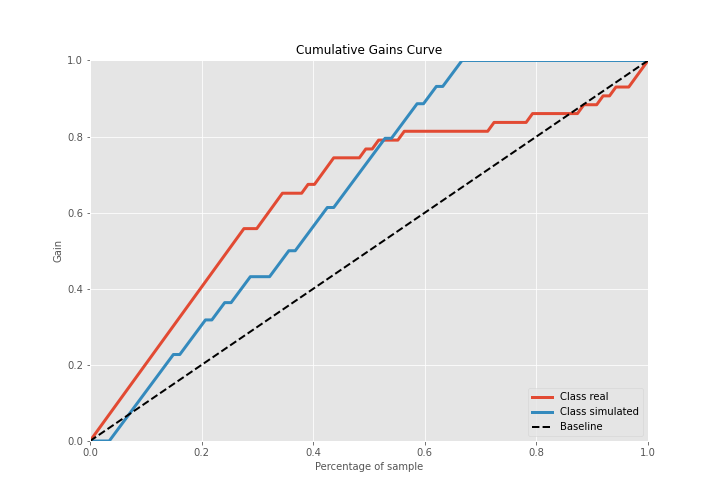 Cumulative Gains Curve
1.0
0.8
0.6
0.4
0.2
0.0
Gain
0.0 0.2 0.4 0.6 0.8 1.0
Percentage of sample
Class real
Class simulated
Baseline